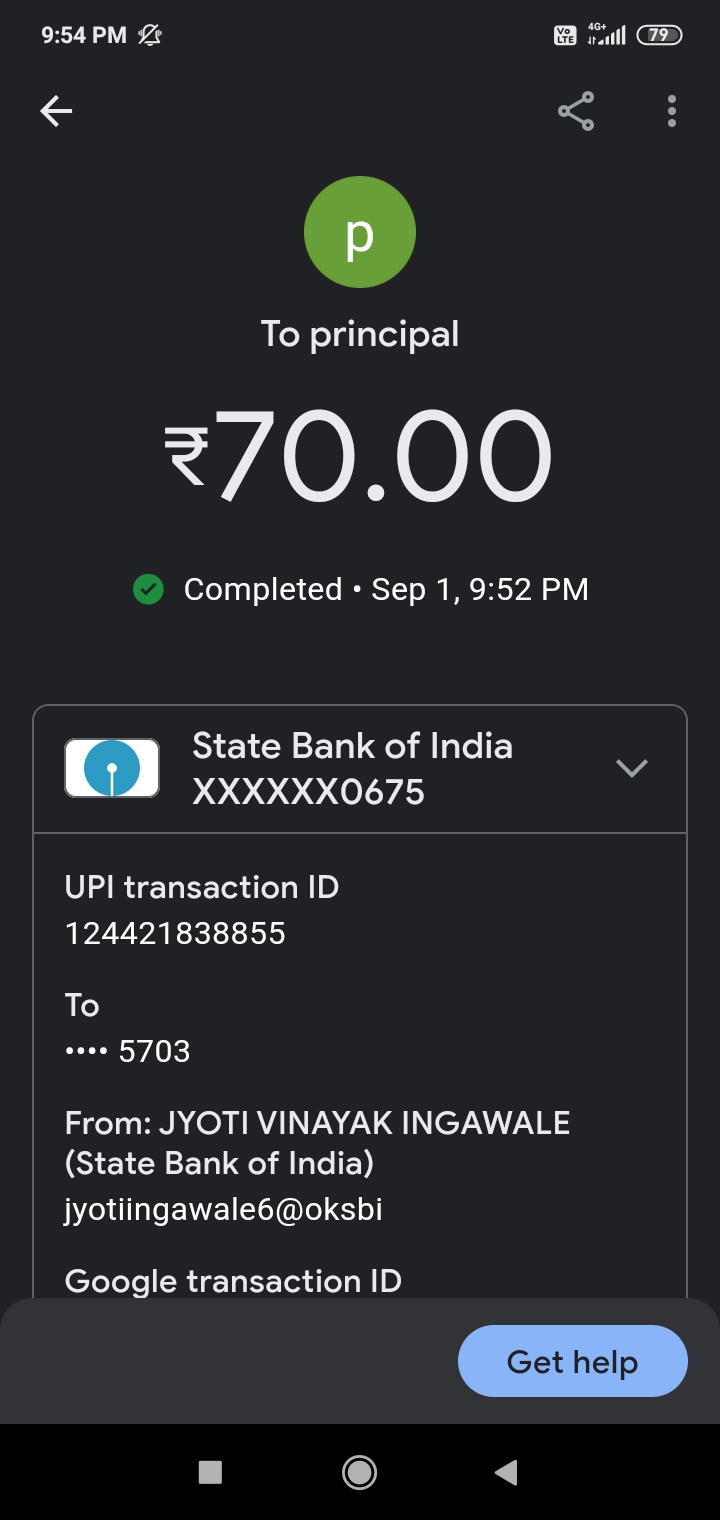 9:54 PM
Vo LTE 4G+ 79
p
To principal
₹70.00
Completed • Sep 1, 9:52 PM
State Bank of India
XXXXXX0675
UPI transaction ID
124421838855
To
•••• 5703
From: JYOTI VINAYAK INGAWALE
(State Bank of India)
jyotiingawale6@oksbi
Google transaction ID
Get help